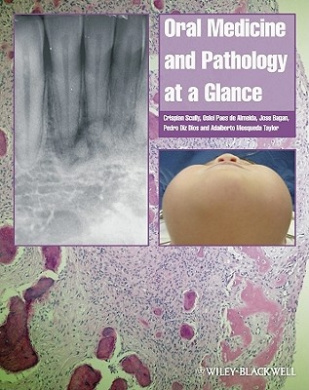 Oral Medicine
and Pathology
at a Glance
Crispian Scully, Oslei Paes de Almeida, Jose Bagan,
Pedro Diz Dios and Adalberto Mosqueda Taylor
WILEY-BLACKWELL